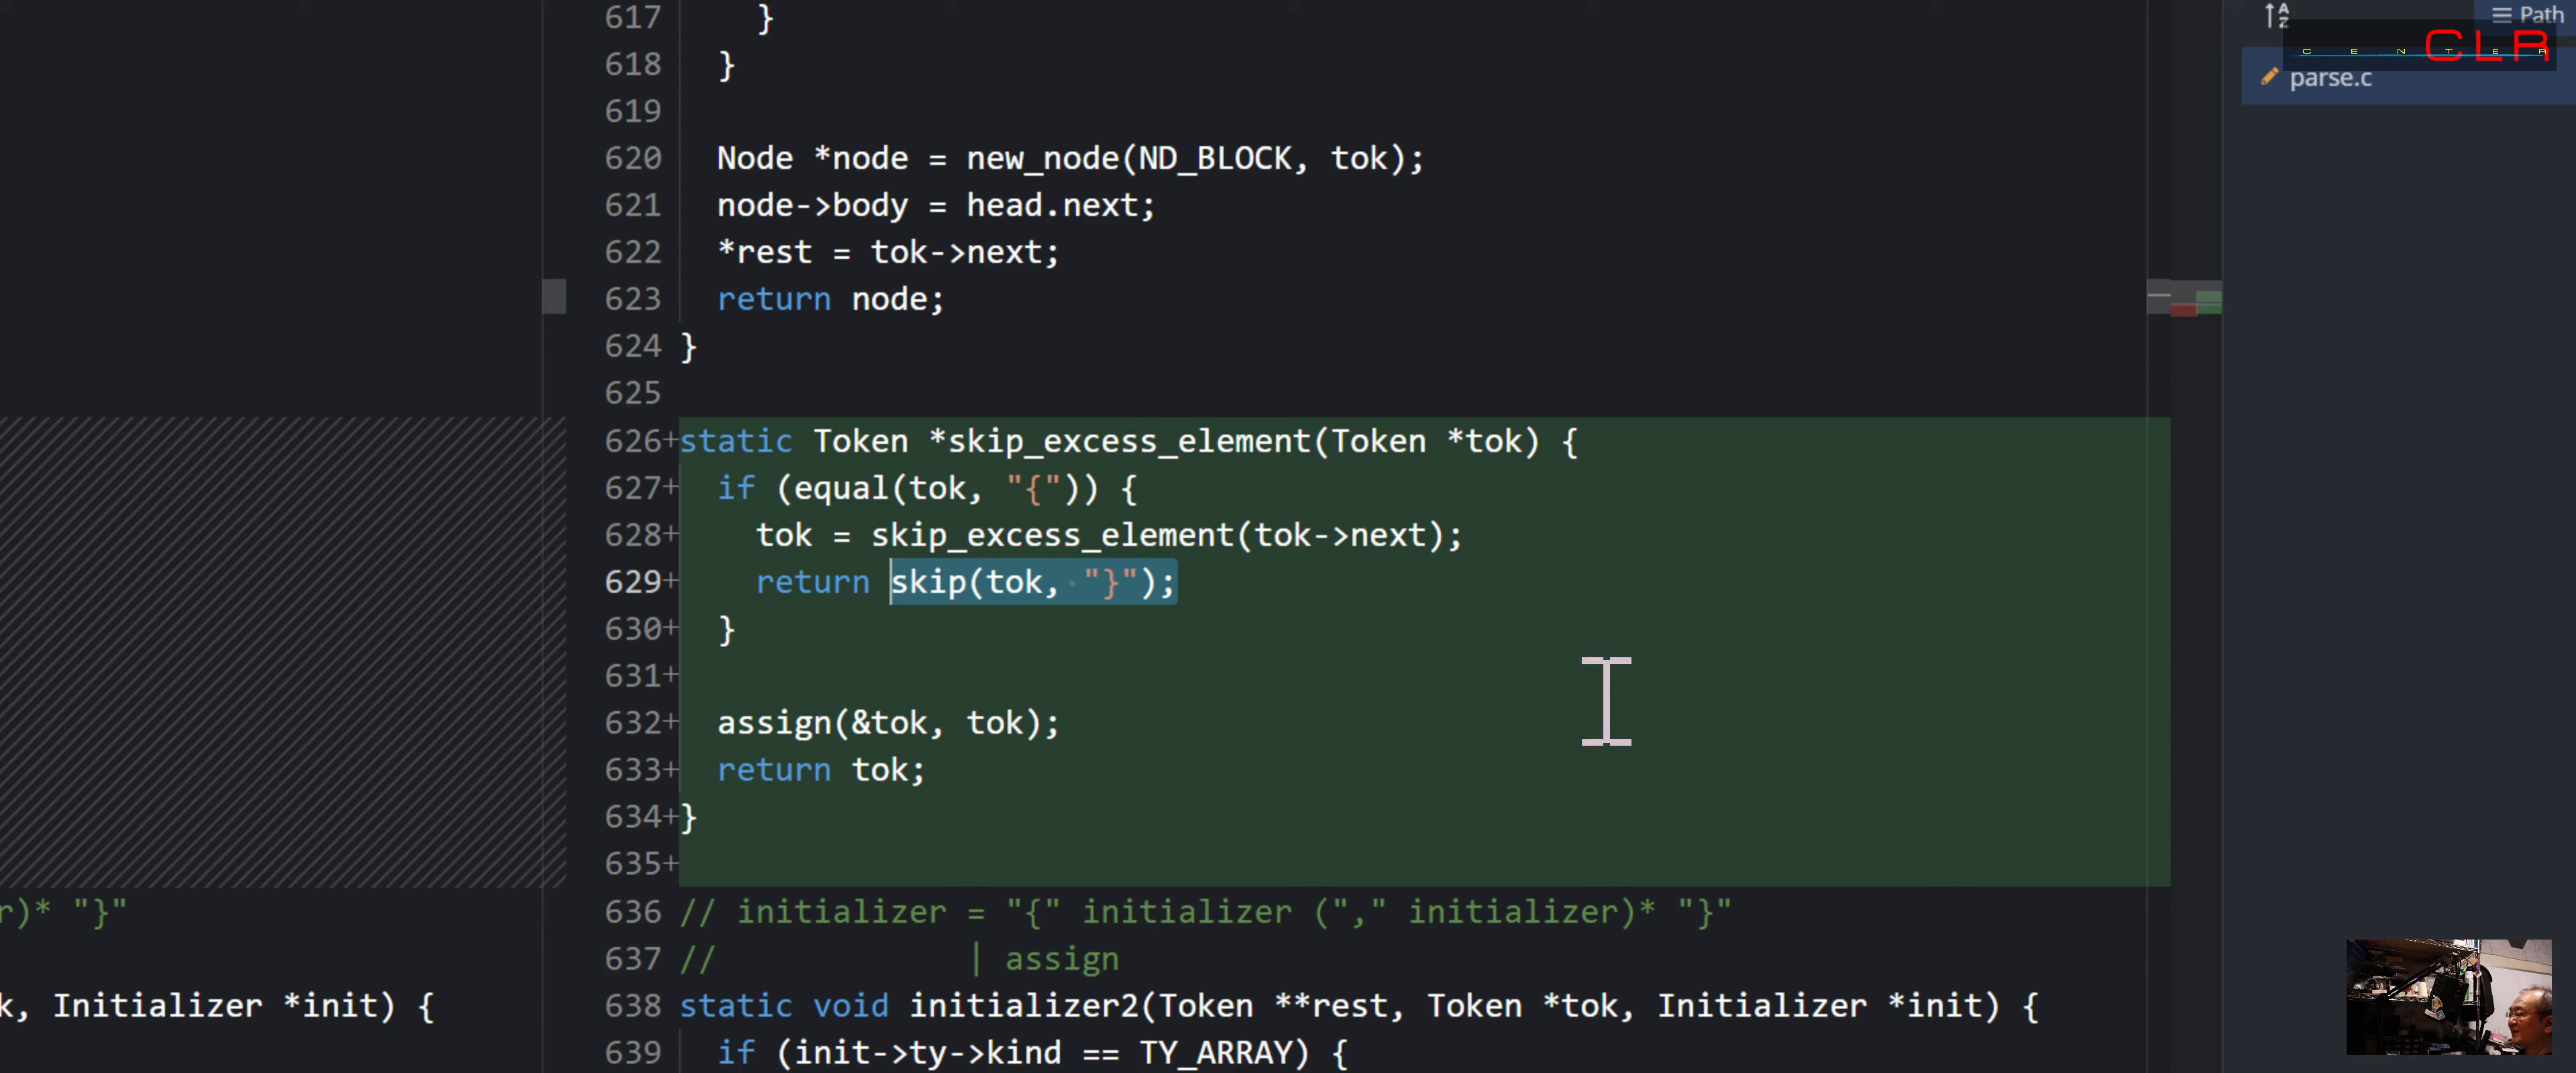 617 }
618 }
619
620 Node *node = new_node(ND_BLOCK, tok);
621 node->body = head.next;
622 *rest = tok->next;
623 return node;
624 }
625
626+ static Token *skip_excess_element(Token *tok) {
627+ if (equal(tok, "{")) {
628+ tok = skip_excess_element(tok->next);
629+ return skip(tok, "}");
630+ }
631+
632+ assign(&tok, tok);
633+ return tok;
634+ }
635+
r)* "}"
636 // initializer = "{" initializer ("," initializer)* "}"
637 // | assign
k, Initializer *init) {
638 static void initializer2(Token **rest, Token *tok, Initializer *init) {
639 if (init->ty->kind == TY_ARRAY) {
Path
CENTER CLR
parse.c